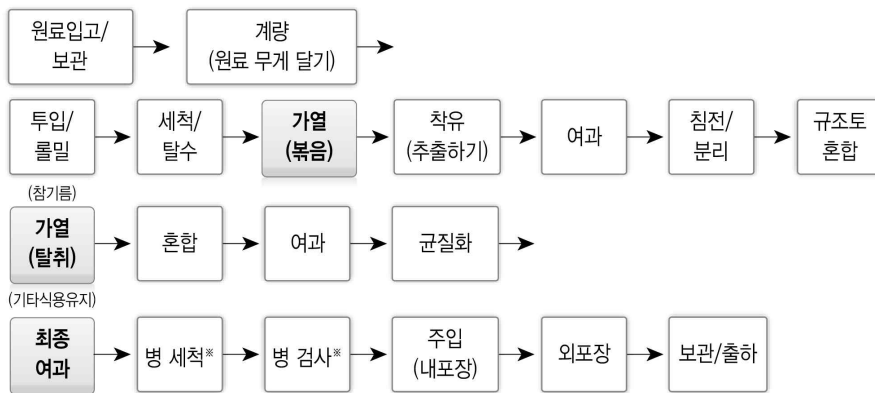 원료입고/
보관
계량
(원료 무게 달기)
투입/
롤밀
세척/
탈수
가열
(볶음)
착유
(추출하기)
여과
침전/
분리
규조토
혼합
(참기름)
가열
(탈취)
혼합
여과
균질화
(기타식용유지)
최종
여과
병 세척※
병 검사※
주입
(내포장)
외포장
보관/출하